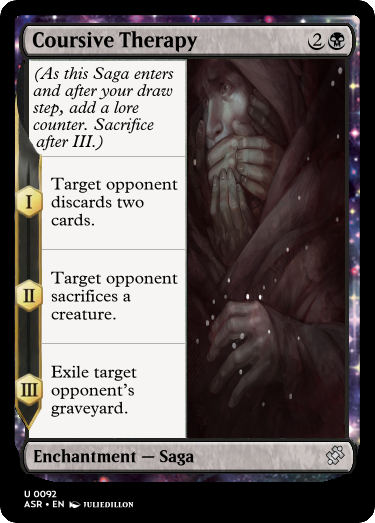 Coursive Therapy 2
(As this Saga enters
and after your draw
step, add a lore
counter. Sacrifice
after III.)
I
Target opponent
discards two
cards.
II
Target opponent
sacrifices a
creature.
III
Exile target
opponent's
graveyard.
Enchantment — Saga
U 0092
ASR • EN JULIEDILLON